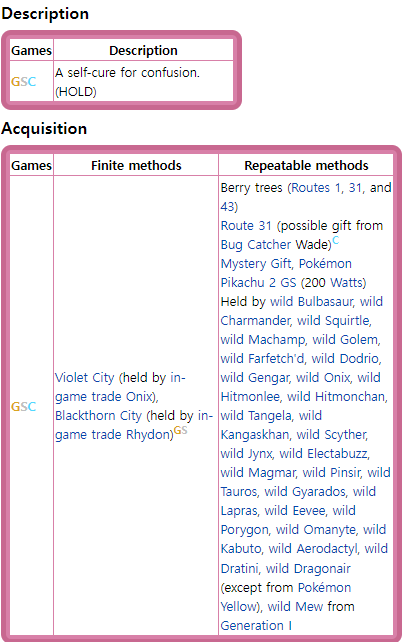 Description
Games Description
GSC A self-cure for confusion.
(HOLD)
Acquisition
Games Finite methods Repeatable methods
GSC
Violet City (held by in-
game trade Onix),
Blackthorn City (held by in-
game trade Rhydon)GS
Berry trees (Routes 1, 31, and
43)
Route 31 (possible gift from
Bug Catcher Wade)C
Mystery Gift, Pokémon
Pikachu 2 GS (200 Watts)
Held by wild Bulbasaur, wild
Charmander, wild Squirtle,
wild Machamp, wild Golem,
wild Farfetch'd, wild Dodrio,
wild Gengar, wild Onix, wild
Hitmonlee, wild Hitmonchan,
wild Tangela, wild
Kangaskhan, wild Scyther,
wild Jynx, wild Electabuzz,
wild Magmar, wild Pinsir, wild
Tauros, wild Gyarados, wild
Lapras, wild Eevee, wild
Porygon, wild Omanyte, wild
Kabuto, wild Aerodactyl, wild
Dratini, wild Dragonair
(except from Pokémon
Yellow), wild Mew from
Generation I